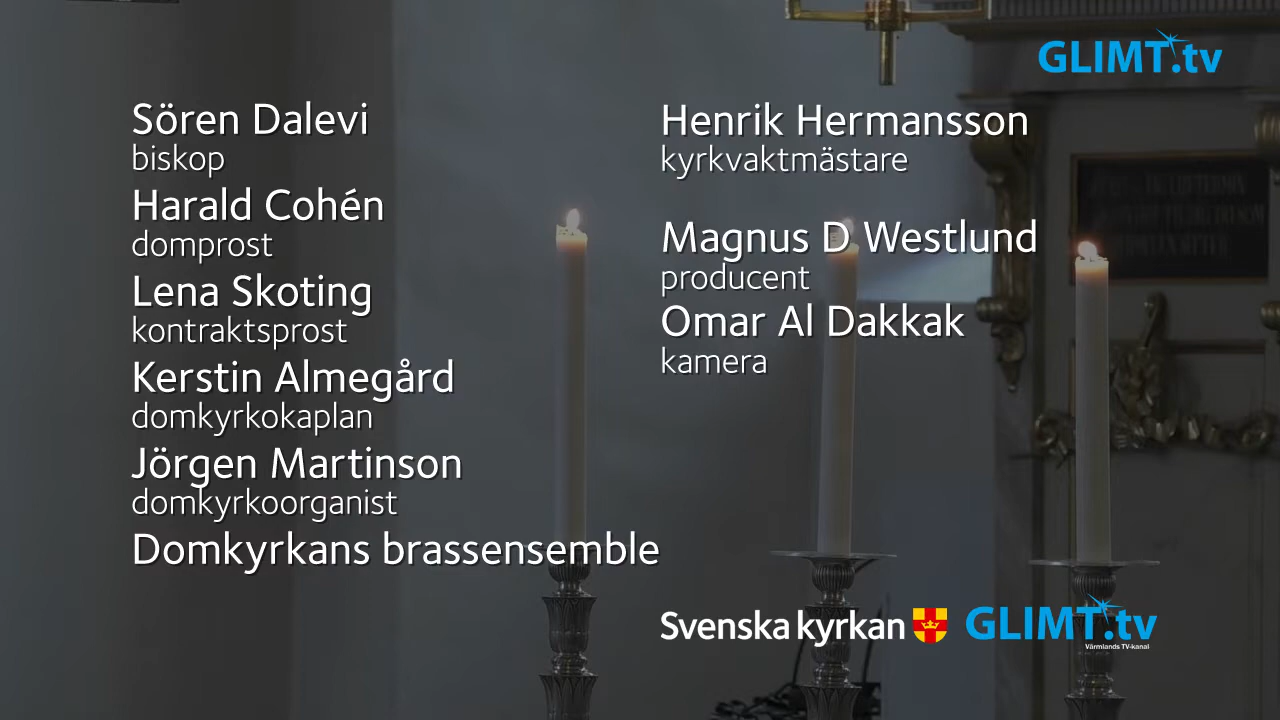 GLIMT.tv
Sören Dalevi
biskop
Harald Cohén
domprost
Lena Skoting
kontraktsprost
Kerstin Almegård
domkyrkokaplan
Jörgen Martinson
domkyrkoorganist
Domkyrkans brassensemble
Henrik Hermansson
kyrkvaktmästare
Magnus D Westlund
producent
Omar Al Dakkak
kamera
Svenska kyrkan
GLIMT.tv
Värmlands TV-kanal